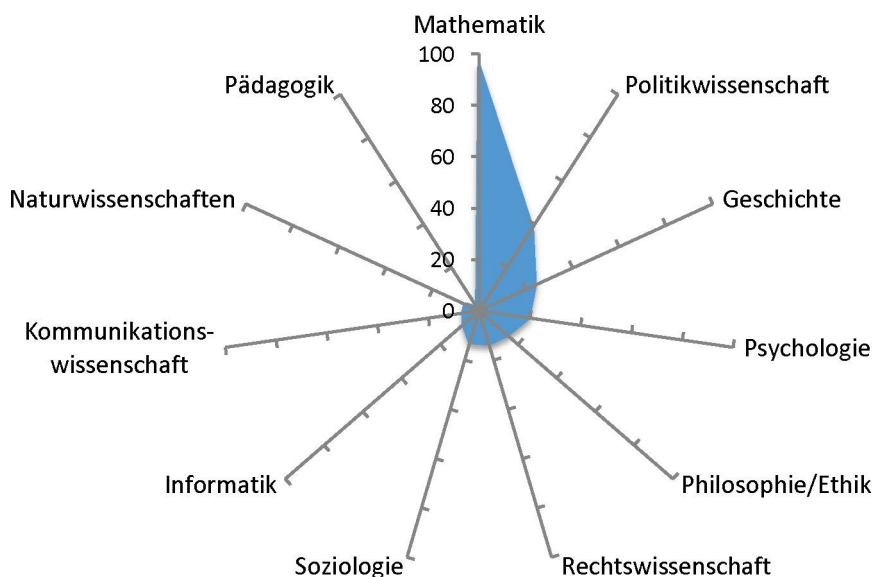 Mathematik
100
80
60
40
20
0
Politikwissenschaft
Geschichte
Psychologie
Philosophie/Ethik
Rechtswissenschaft
Soziologie
Informatik
Kommunikations-
wissenschaft
Naturwissenschaften
Pädagogik